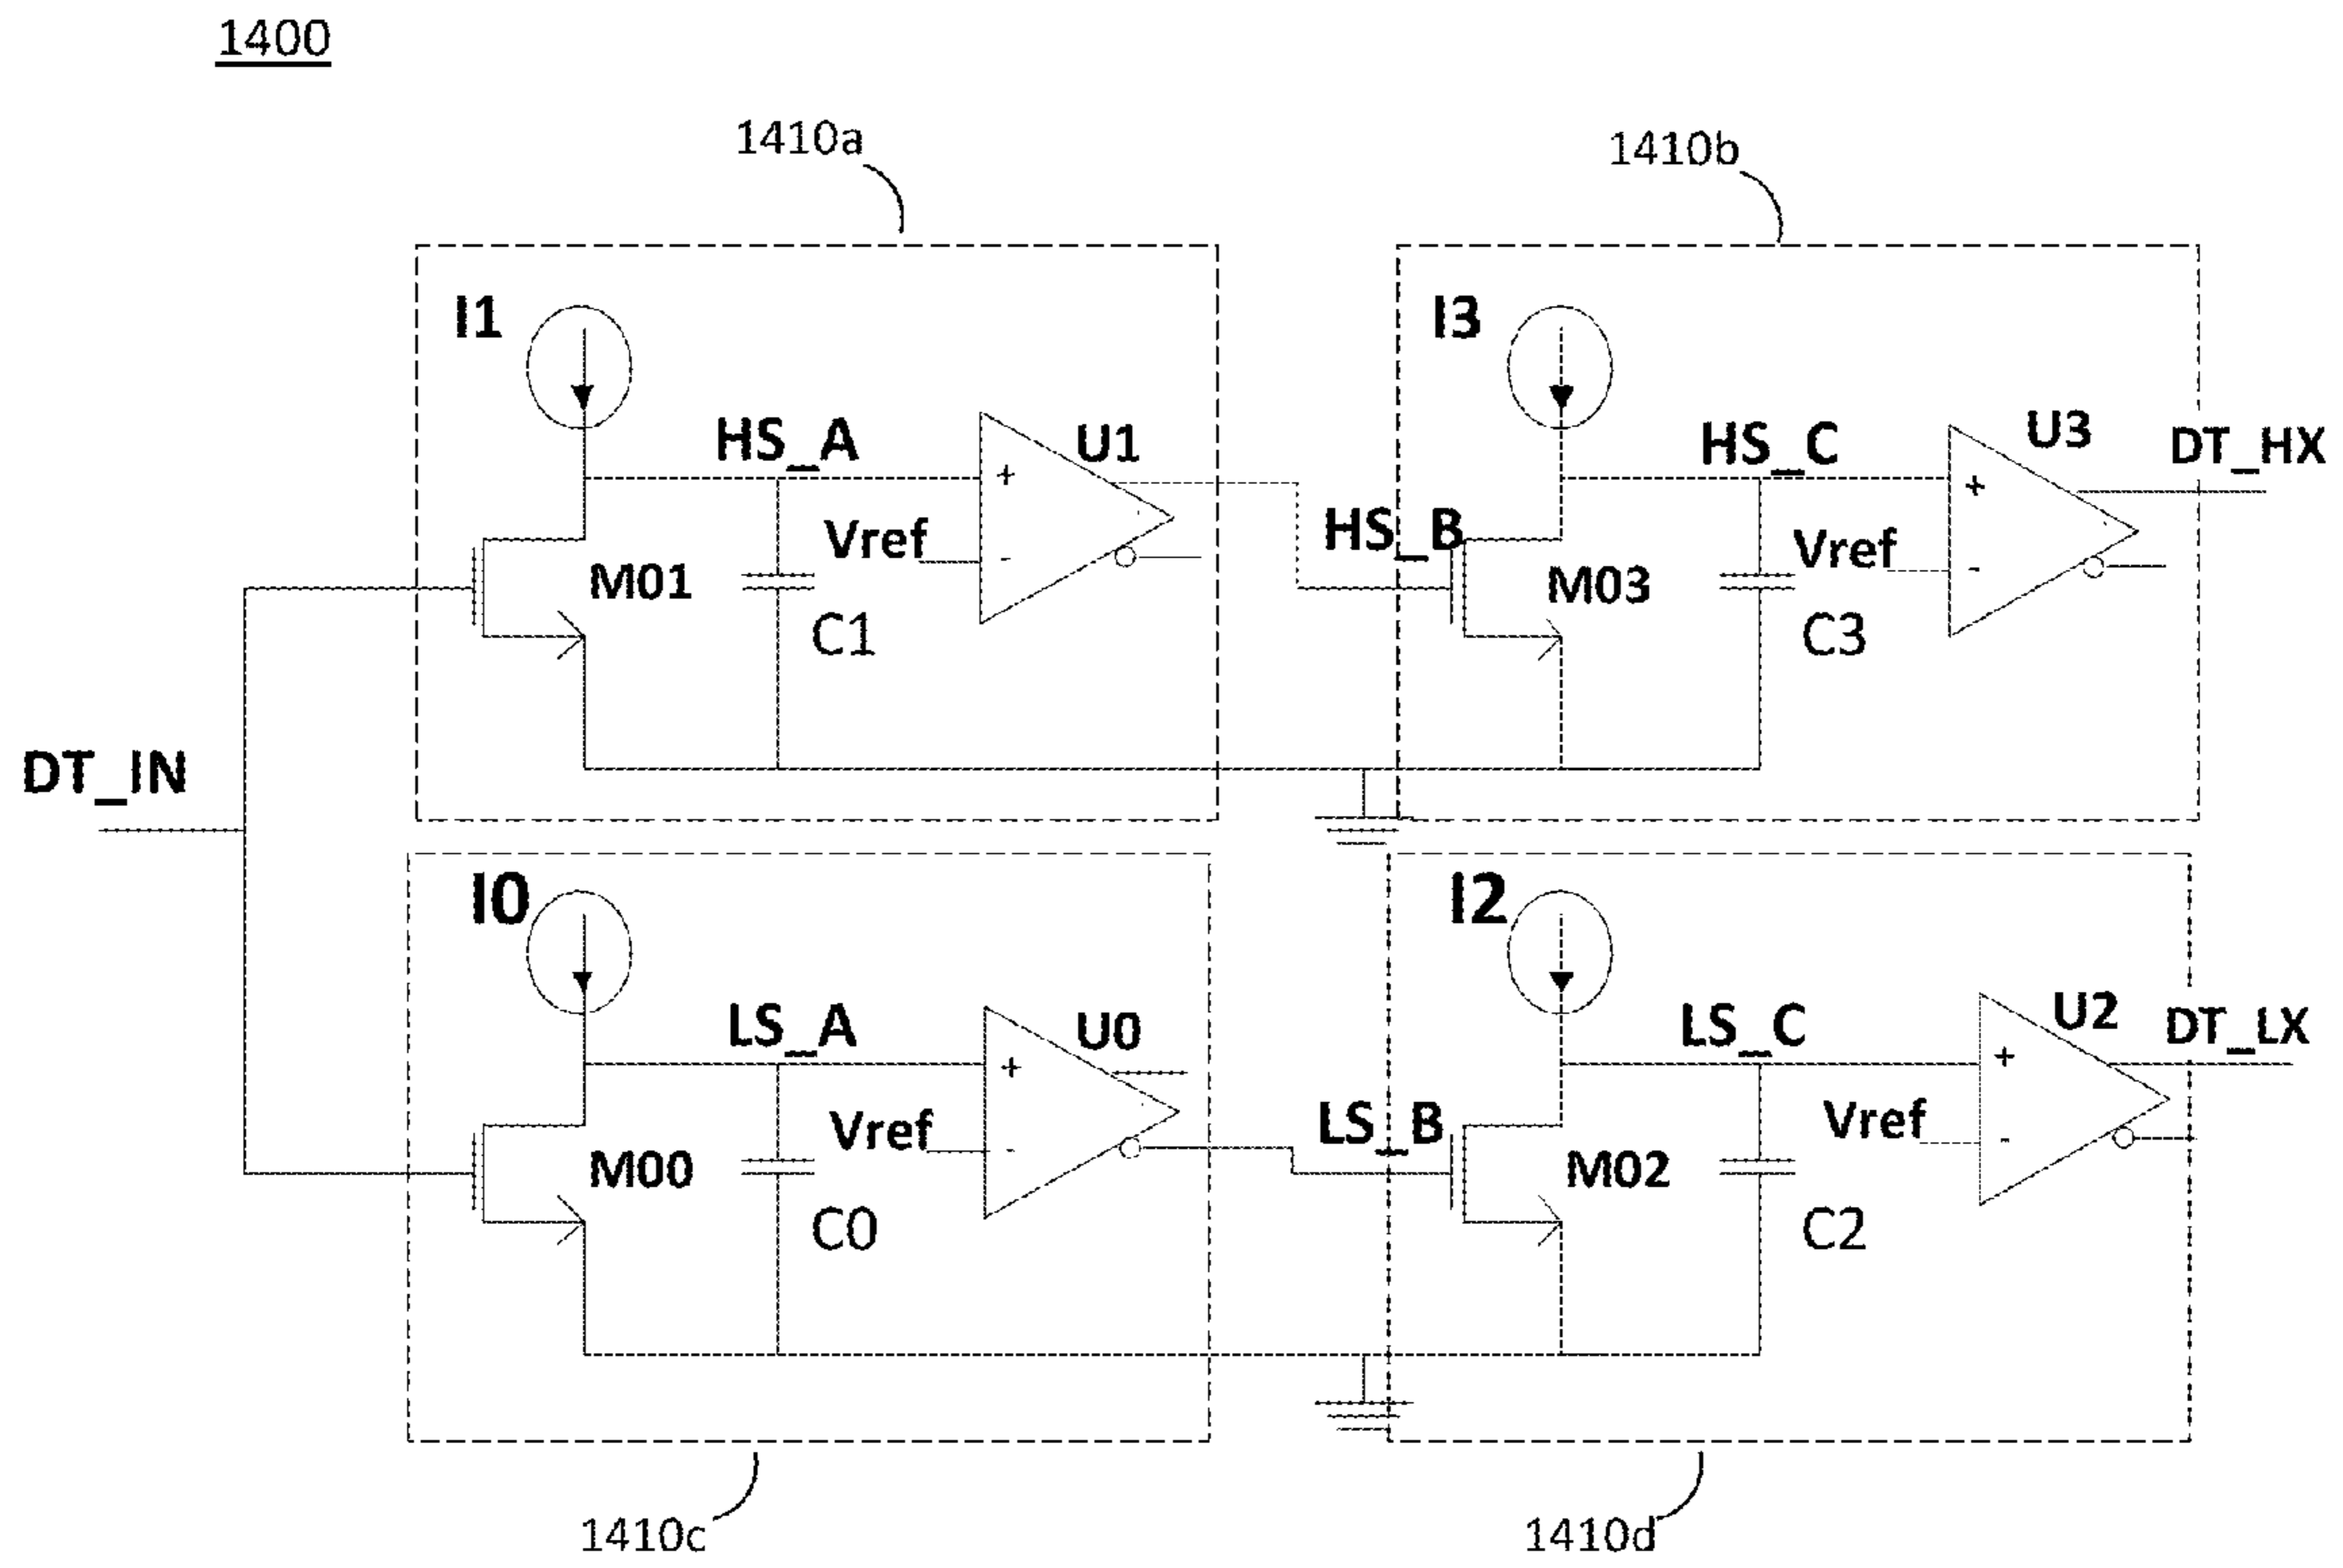 1400
1410a
1410b
I1
I3
HS_A
U1
HS_C
U3
DT_HX
+
+
Vref
-
HS_B
Vref
-
M01
M03
C1
C3
DT_IN
I0
I2
LS_A
U0
LS_C
U2
DT_LX
+
+
Vref
-
LS_B
Vref
-
M00
M02
C0
C2
1410c
1410d